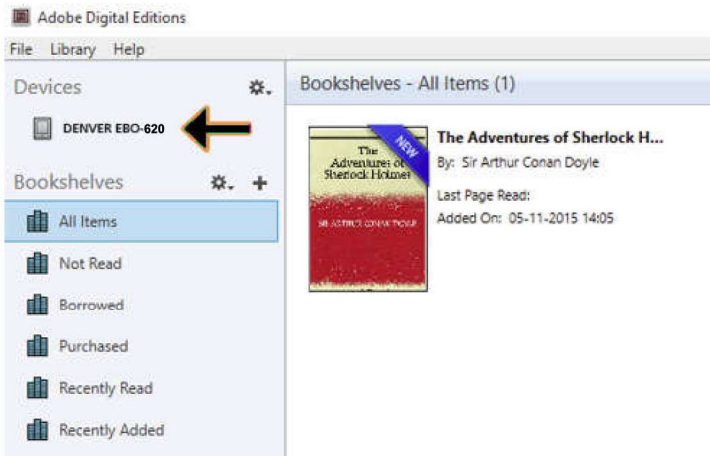 Adobe Digital Editions
File Library Help
Devices
DENVER EBO-620
Bookshelves
All Items
Not Read
Borrowed
Purchased
Recently Read
Recently Added
Bookshelves - All Items (1)
The
Adventures of
Sherlock Holmes
SIR ARTHUR CONAN DOYLE
NEW
The Adventures of Sherlock H...
By: Sir Arthur Conan Doyle
Last Page Read:
Added On: 05-11-2015 14:05